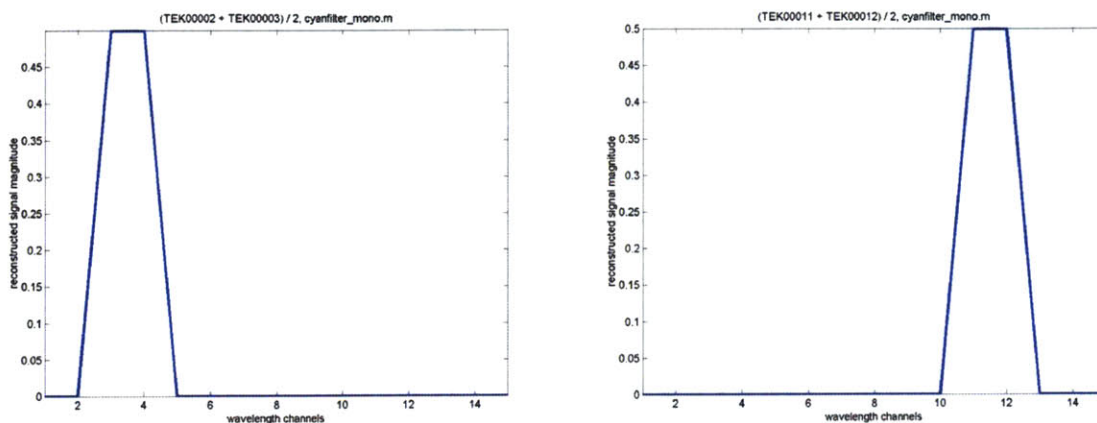 (TEK00002 + TEK00003) / 2, cyanfilter_mono.m
reconstructed signal magnitude
0.45
0.4
0.35
0.3
0.25
0.2
0.15
0.1
0.05
0
2 4 6 8 10 12 14
wavelength channels
(TEK00011 + TEK00012) / 2, cyanfilter_mono.m
reconstructed signal magnitude
0.5
0.45
0.4
0.35
0.3
0.25
0.2
0.15
0.1
0.05
0
2 4 6 8 10 12 14
wavelength channels